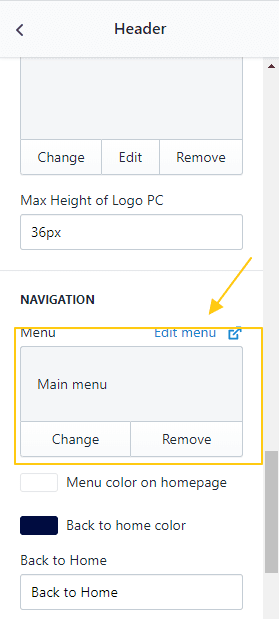 Header
Change Edit Remove
Max Height of Logo PC
36px
NAVIGATION
Menu Edit menu
Main menu
Change Remove
Menu color on homepage
Back to home color
Back to Home
Back to Home